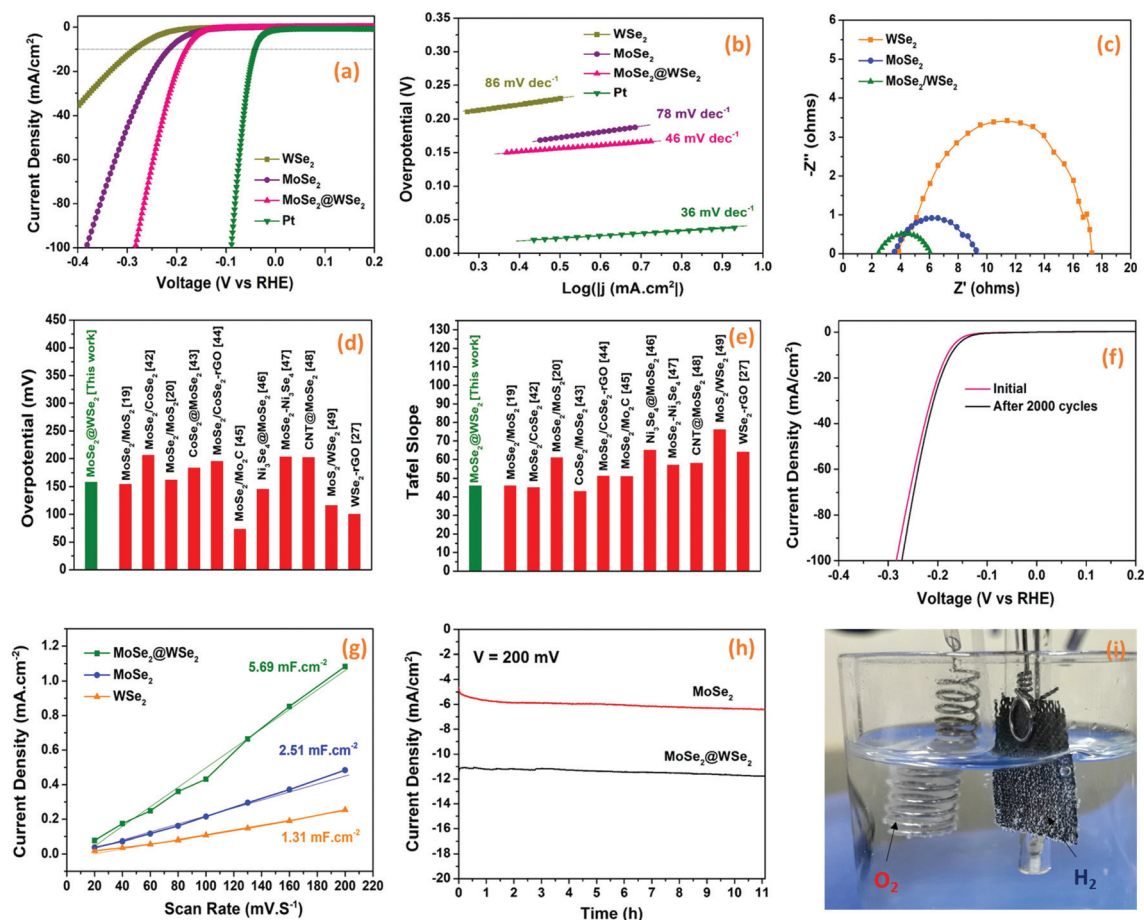 (a)
Current Density (mA/cm²)
0
-20
-40
-60
-80
-100
WSe₂
MoSe₂
MoSe₂@WSe₂
Pt
-0.4 -0.3 -0.2 -0.1 0.0 0.1 0.2
Voltage (V vs RHE)
(b)
Overpotential (V)
0.35
0.30
0.25
0.20
0.15
0.10
0.05
0.00
WSe₂
MoSe₂
MoSe₂@WSe₂
Pt
86 mV dec⁻¹
78 mV dec⁻¹
46 mV dec⁻¹
36 mV dec⁻¹
0.3 0.4 0.5 0.6 0.7 0.8 0.9 1.0
Log(|j (mA.cm²|)
(c)
-Z" (ohms)
6
5
4
3
2
1
0
WSe₂
MoSe₂
MoSe₂/WSe₂
0 2 4 6 8 10 12 14 16 18 20
Z' (ohms)
(d)
Overpotential (mV)
450
400
350
300
250
200
150
100
50
0
MoSe₂@WSe₂ [This work]
MoSe₂/MoS₂ [19]
MoSe₂/CoSe₂ [42]
MoSe₂/MoS₂[20]
CoSe₂@MoSe₂ [43]
MoSe₂/CoSe₂-rGO [44]
MoSe₂/Mo₂C [45]
Ni₃Se₄@MoSe₂ [46]
MoSe₂-Ni₃Se₄ [47]
CNT@MoSe₂ [48]
MoS₂/WSe₂ [49]
WSe₂-rGO [27]
(e)
Tafel Slope
130
120
110
100
90
80
70
60
50
40
30
20
10
0
MoSe₂@WSe₂ [This work]
MoSe₂/MoS₂ [19]
MoSe₂/CoSe₂ [42]
MoSe₂/MoS₂[20]
CoSe₂/MoSe₂ [43]
MoSe₂/CoSe₂-rGO [44]
MoSe₂/Mo₂C [45]
Ni₃Se₄@MoSe₂ [46]
MoSe₂-Ni₃Se₄[47]
CNT@MoSe₂ [48]
MoS₂/WSe₂ [49]
WSe₂-rGO [27]
(f)
Current Density (mA/cm²)
0
-20
-40
-60
-80
-100
Initial
After 2000 cycles
-0.4 -0.3 -0.2 -0.1 0.0 0.1 0.2
Voltage (V vs RHE)
(g)
Current Density (mA.cm⁻²)
1.2
1.0
0.8
0.6
0.4
0.2
0.0
MoSe₂@WSe₂
MoSe₂
WSe₂
5.69 mF.cm⁻²
2.51 mF.cm⁻²
1.31 mF.cm⁻²
0 20 40 60 80 100 120 140 160 180 200 220
Scan Rate (mV.S⁻¹)
(h)
Current Density (mA/cm²)
0
-2
-4
-6
-8
-10
-12
-14
-16
-18
-20
V = 200 mV
MoSe₂
MoSe₂@WSe₂
0 1 2 3 4 5 6 7 8 9 10 11
Time (h)
(i)
O₂
H₂